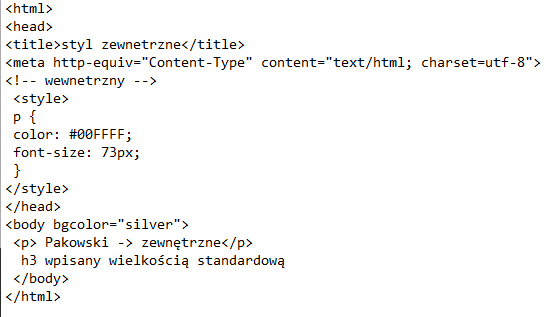 <html>
<head>
<title>styl zewnetrzne</title>
<meta http-equiv="Content-Type" content="text/html; charset=utf-8">
<!-- wewnetrzny -->
<style>
p {
color: #00FFFF;
font-size: 73px;
}
</style>
</head>
<body bgcolor="silver">
<p> Pakowski -> zewnętrzne</p>
h3 wpisany wielkością standardową
</body>
</html>